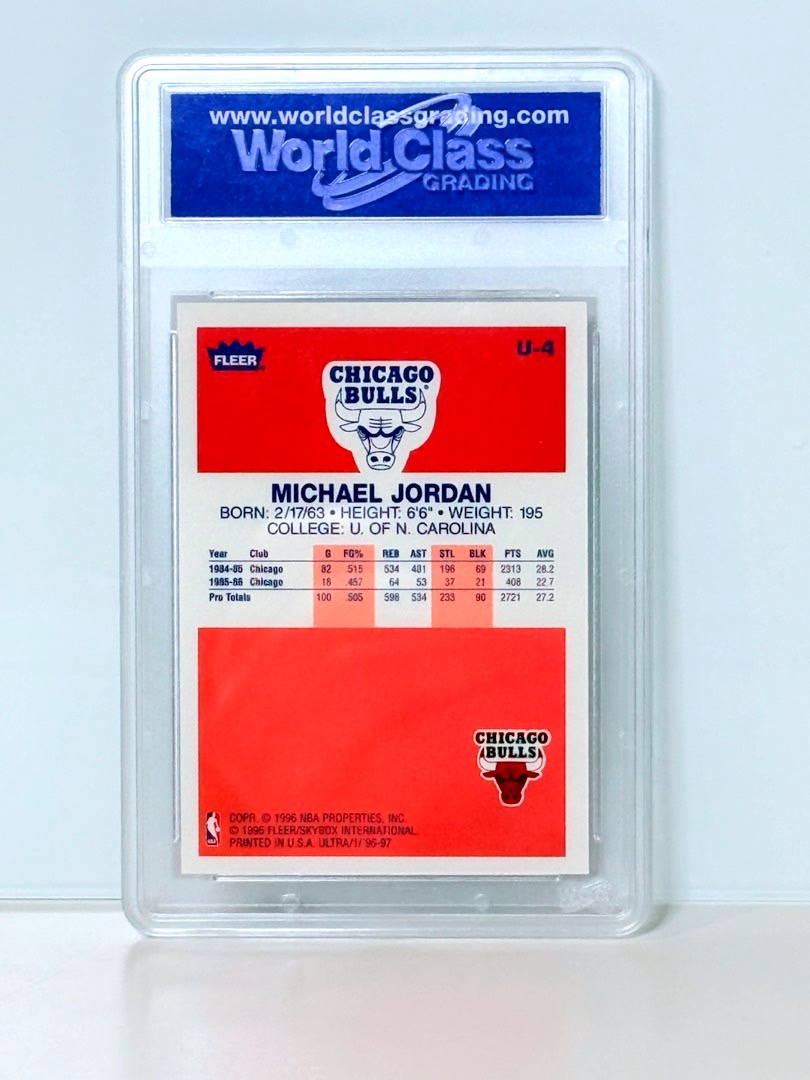 www.worldclassgrading.com
World Class
GRADING
FLEER
U-4
CHICAGO
BULLS
MICHAEL JORDAN
BORN: 2/17/63 • HEIGHT: 6'6" • WEIGHT: 195
COLLEGE: U. OF N. CAROLINA
Year Club G FG% REB AST STL BLK PTS AVG
1984-85 Chicago 82 .515 534 481 196 69 2313 28.2
1985-86 Chicago 18 .457 64 53 37 21 408 22.7
Pro Totals 100 .505 598 534 233 90 2721 27.2
CHICAGO
BULLS
COPR. © 1996 NBA PROPERTIES, INC.
© 1996 FLEER/SKYBOX INTERNATIONAL.
PRINTED IN U.S.A. ULTRA/1/'96-97